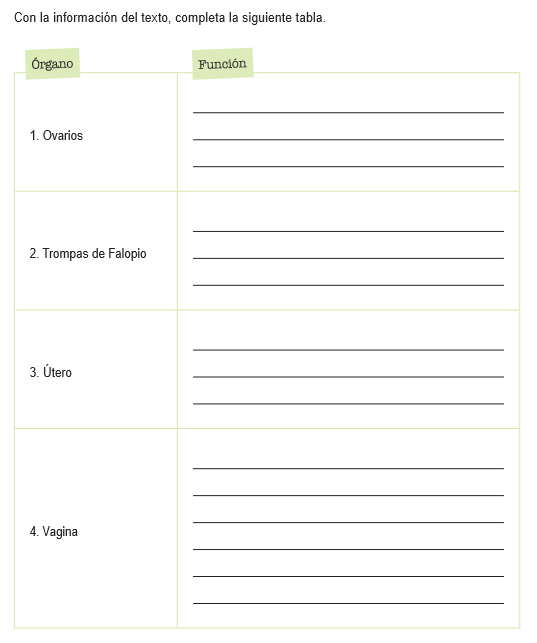 Con la información del texto, completa la siguiente tabla.
Órgano
Función
1. Ovarios
2. Trompas de Falopio
3. Útero
4. Vagina